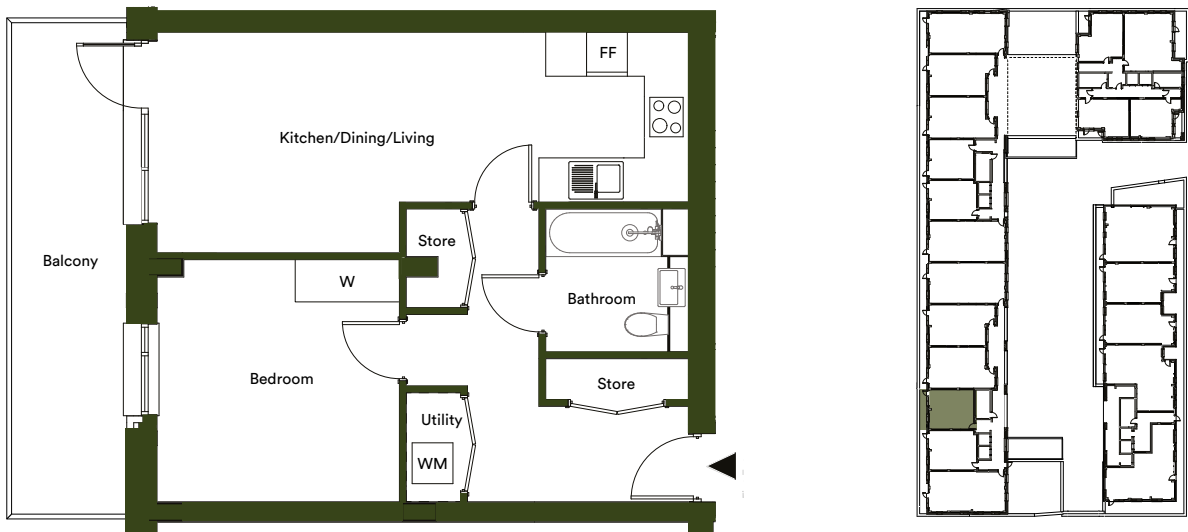 FF
Kitchen/Dining/Living
Store
Balcony
W
Bathroom
Bedroom
Store
Utility
WM